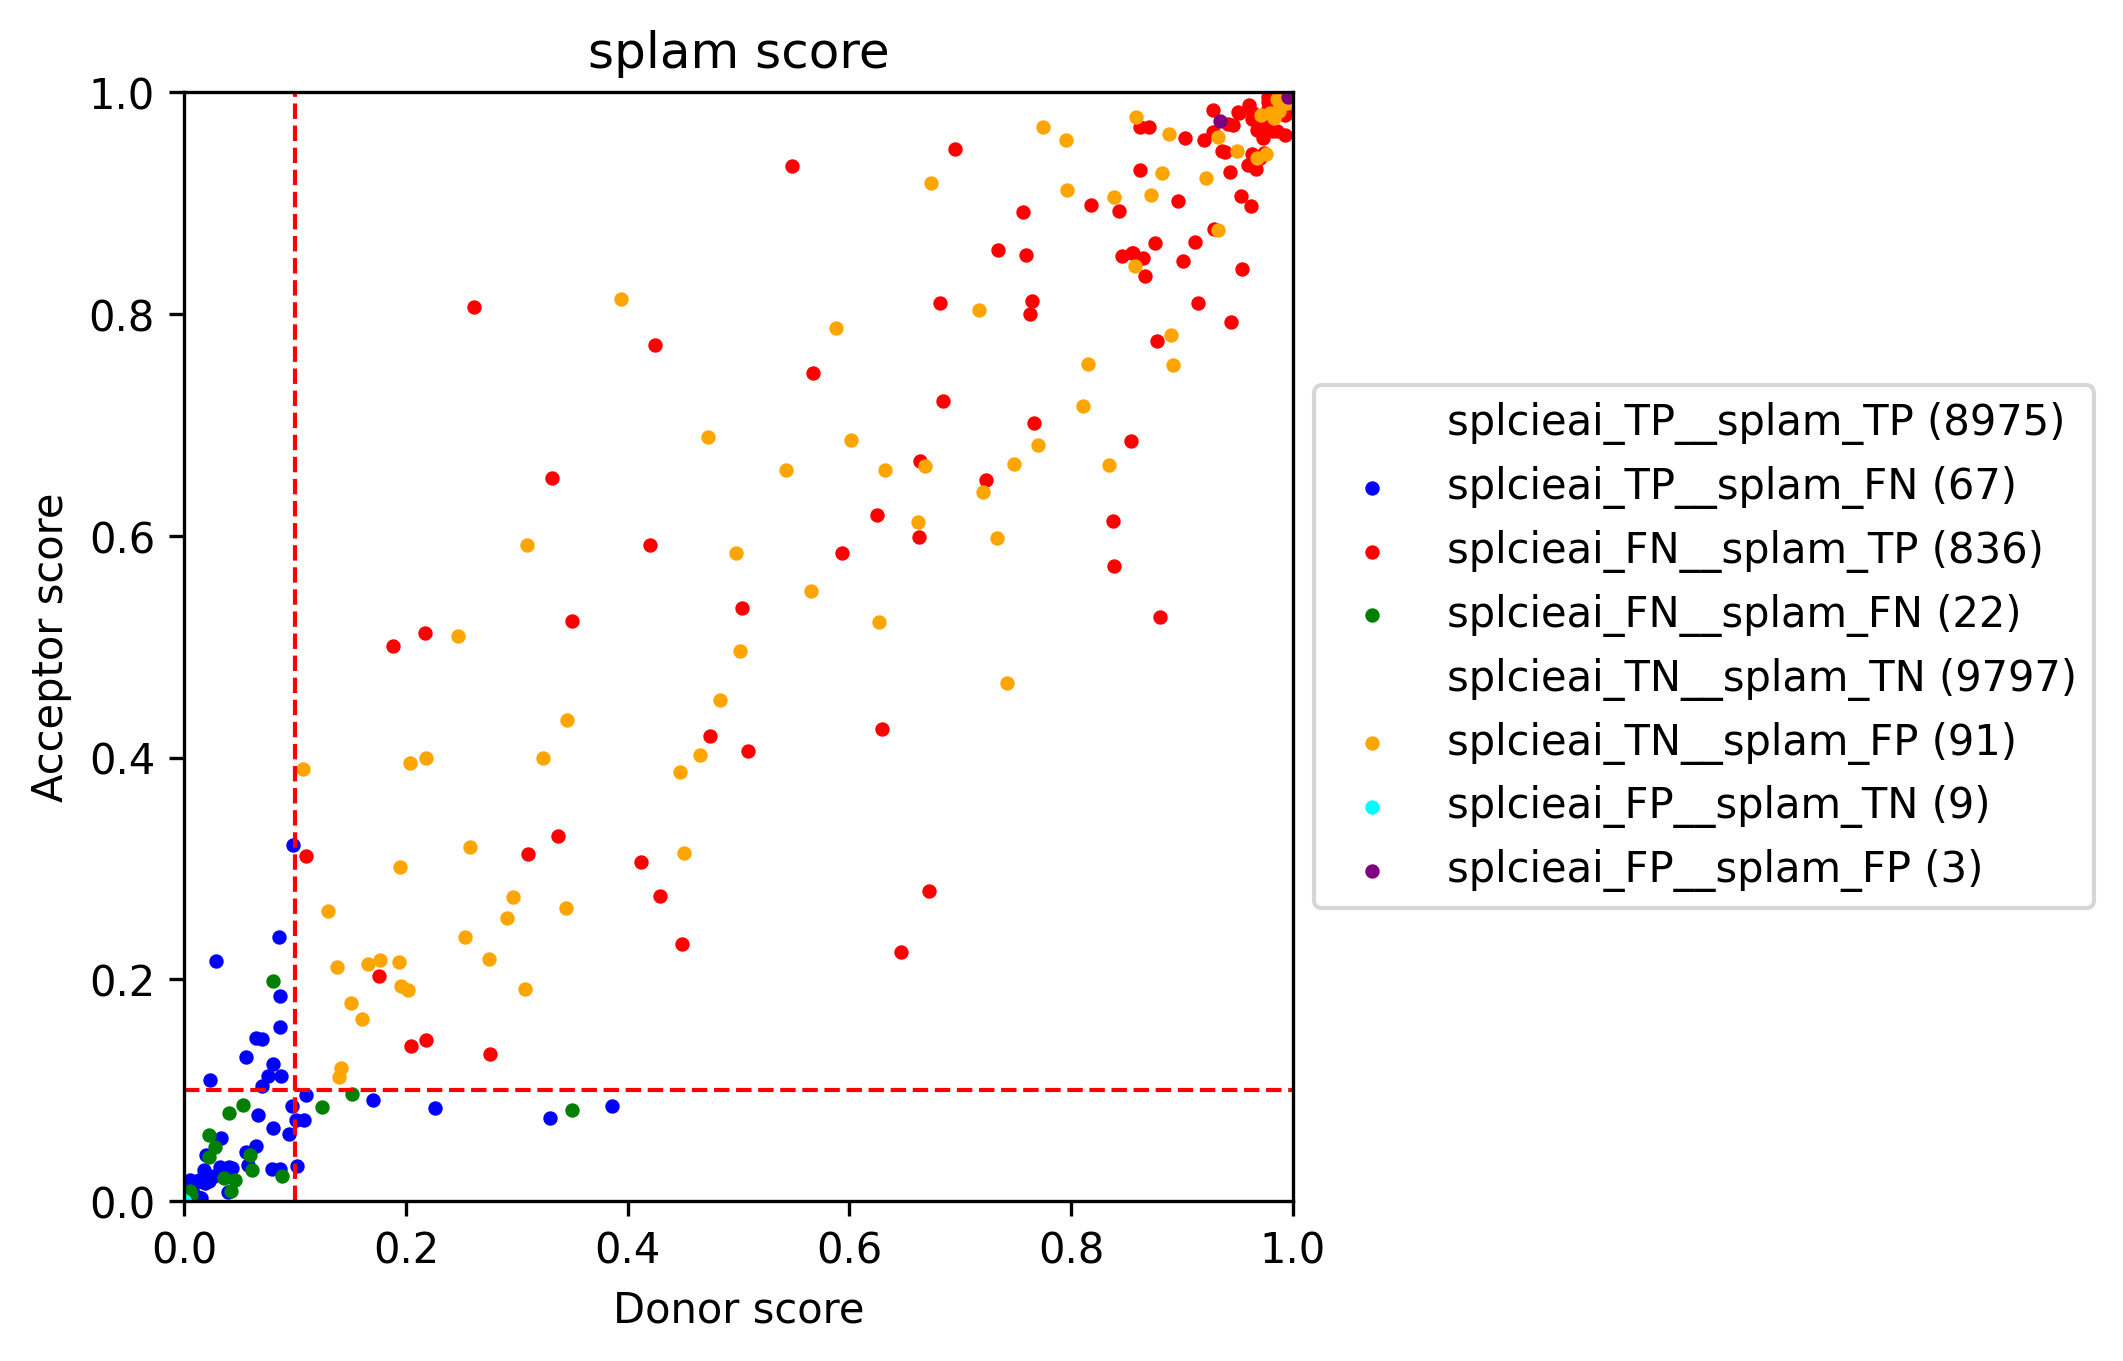 splam score
1.0
0.8
0.6
0.4
0.2
0.0
Acceptor score
0.0 0.2 0.4 0.6 0.8 1.0
Donor score
splcieai_TP__splam_TP (8975)
splcieai_TP__splam_FN (67)
splcieai_FN__splam_TP (836)
splcieai_FN__splam_FN (22)
splcieai_TN__splam_TN (9797)
splcieai_TN__splam_FP (91)
splcieai_FP__splam_TN (9)
splcieai_FP__splam_FP (3)